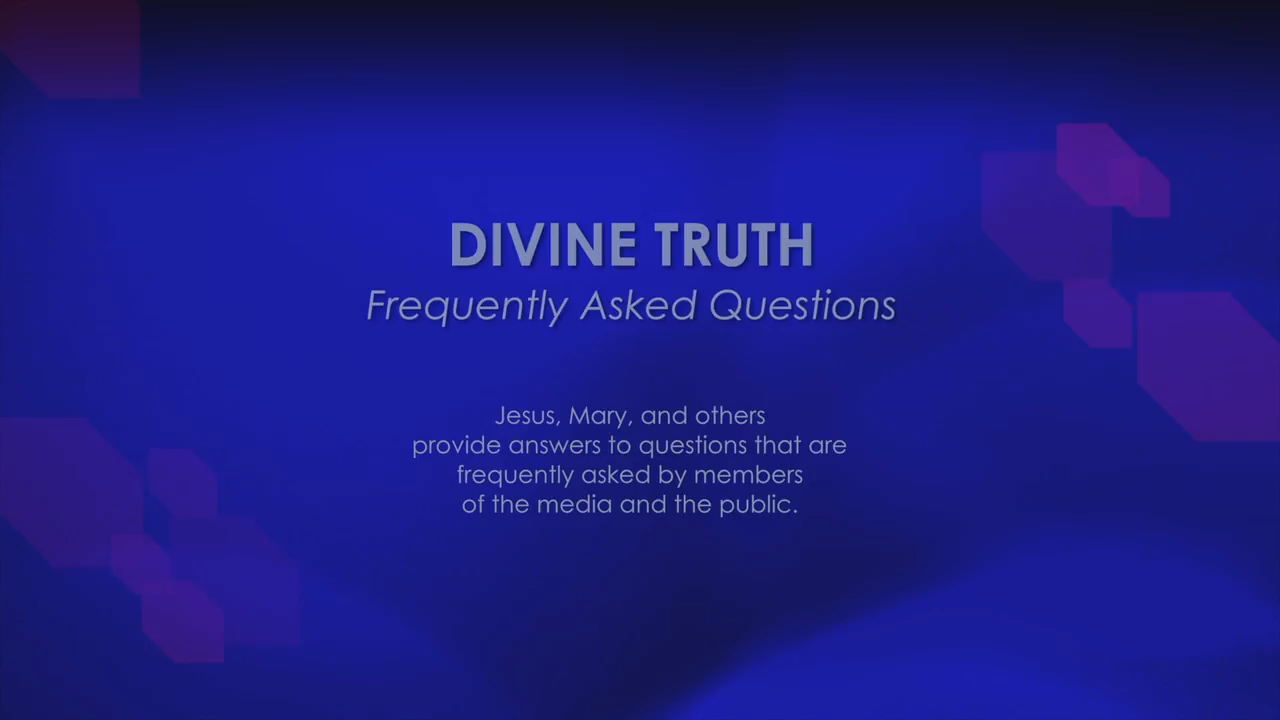 DIVINE TRUTH
Frequently Asked Questions
Jesus, Mary, and others
provide answers to questions that are
frequently asked by members
of the media and the public.